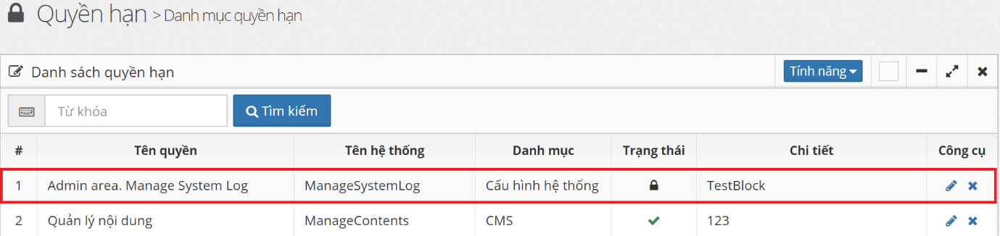 Quyền hạn > Danh mục quyền hạn
Danh sách quyền hạn Tính năng
Từ khóa Tìm kiếm
# Tên quyền Tên hệ thống Danh mục Trạng thái Chi tiết Công cụ
1 Admin area. Manage System Log ManageSystemLog Cấu hình hệ thống TestBlock
2 Quản lý nội dung ManageContents CMS 123